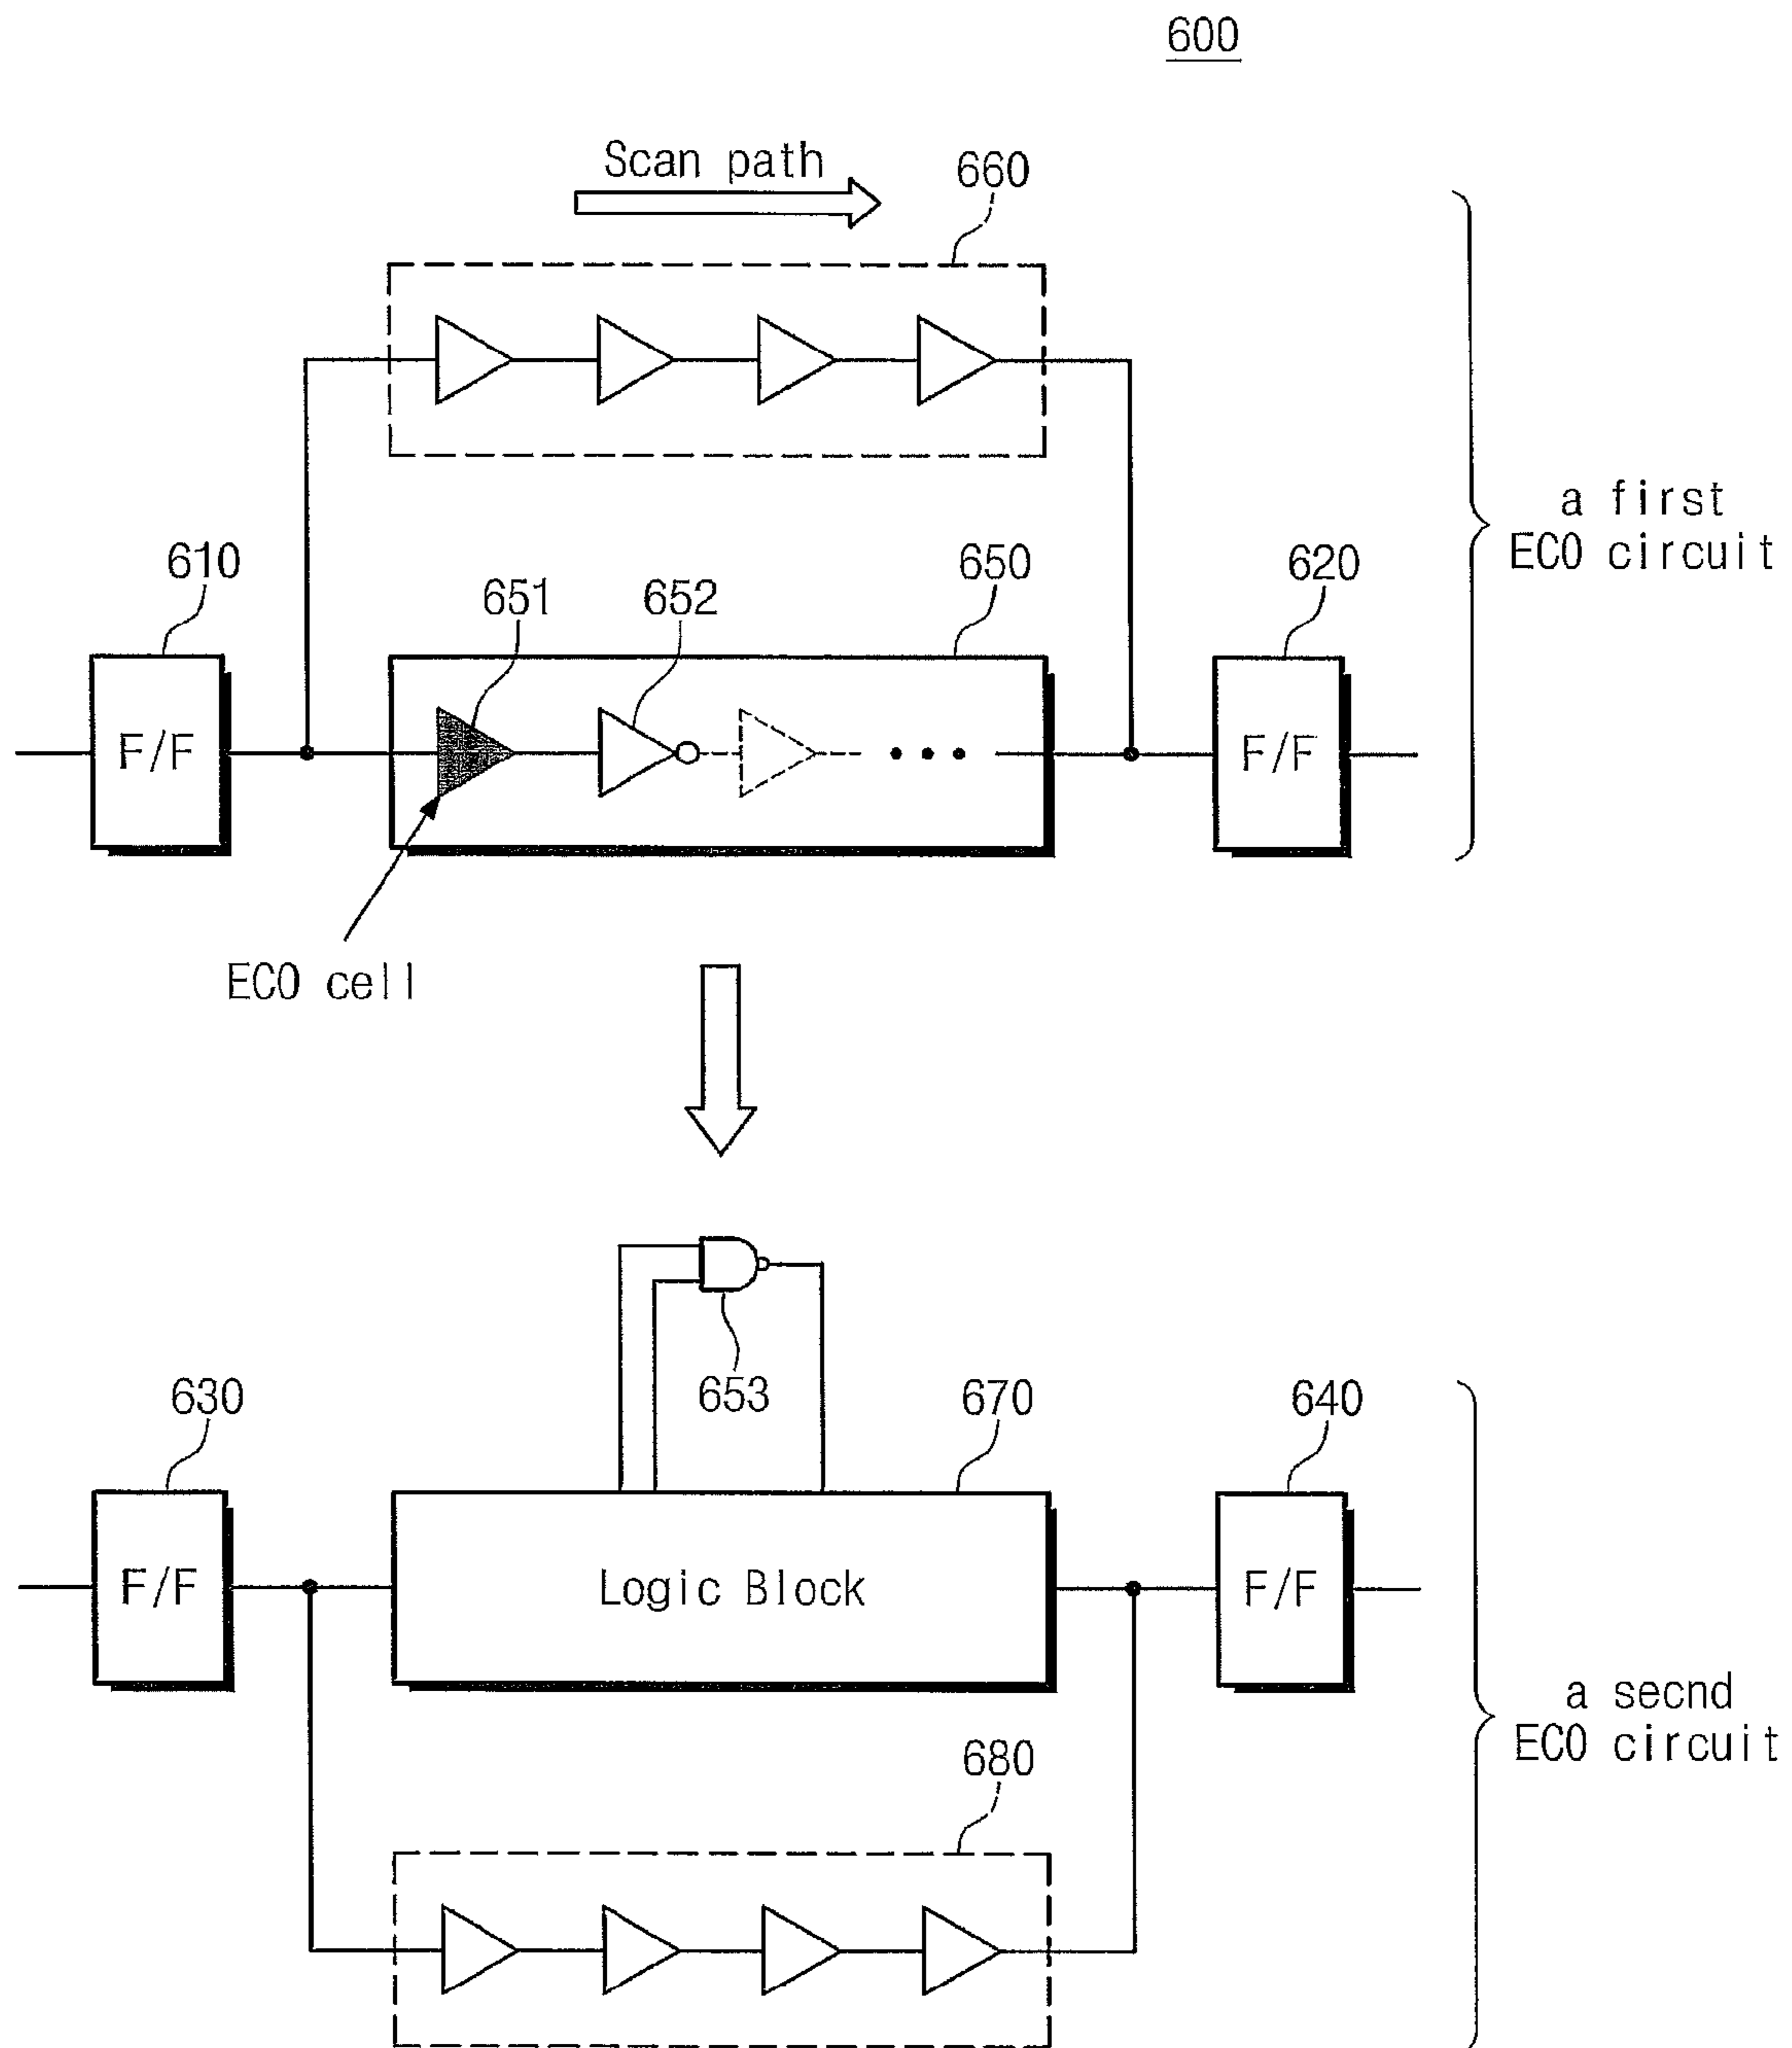 600
Scan path
660
a first
ECO circuit
610
651
652
650
620
F/F
F/F
ECO cell
653
630
670
640
F/F
Logic Block
F/F
a secnd
ECO circuit
680